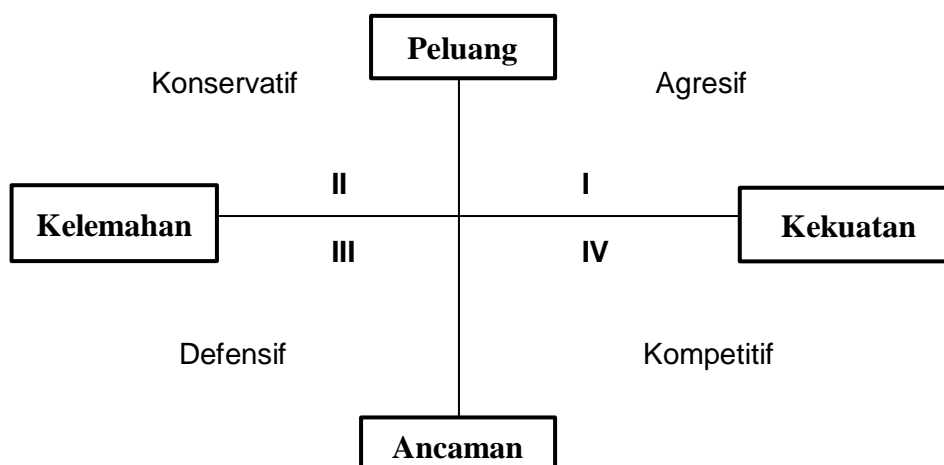 Peluang
Konservatif
Agresif
II
I
Kelemahan
Kekuatan
III
IV
Defensif
Kompetitif
Ancaman